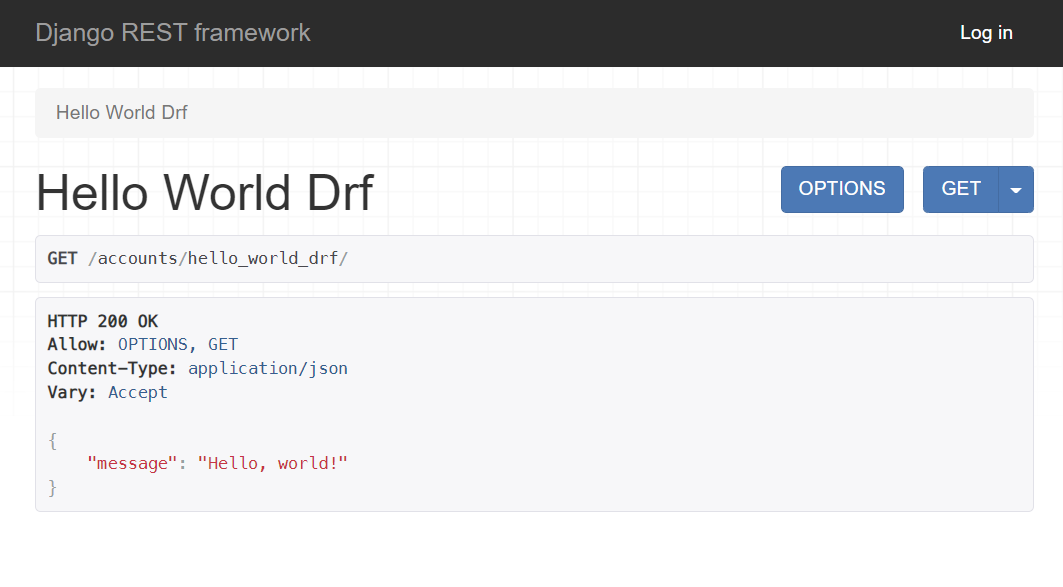 Django REST framework
Log in
Hello World Drf
Hello World Drf
OPTIONS
GET
GET /accounts/hello_world_drf/
HTTP 200 OK
Allow: OPTIONS, GET
Content-Type: application/json
Vary: Accept
{
    "message": "Hello, world!"
}